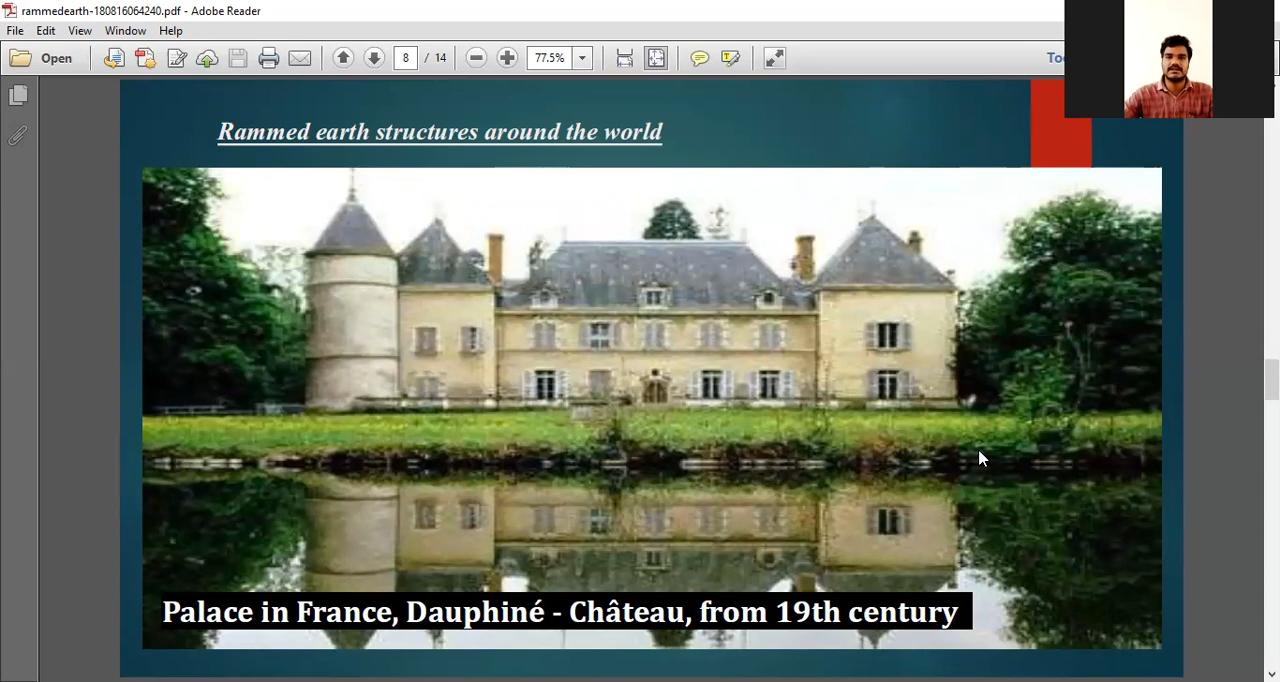 rammedearth-180816064240.pdf - Adobe Reader
File Edit View Window Help
Open 8 / 14 77.5%
Rammed earth structures around the world
Palace in France, Dauphiné - Château, from 19th century